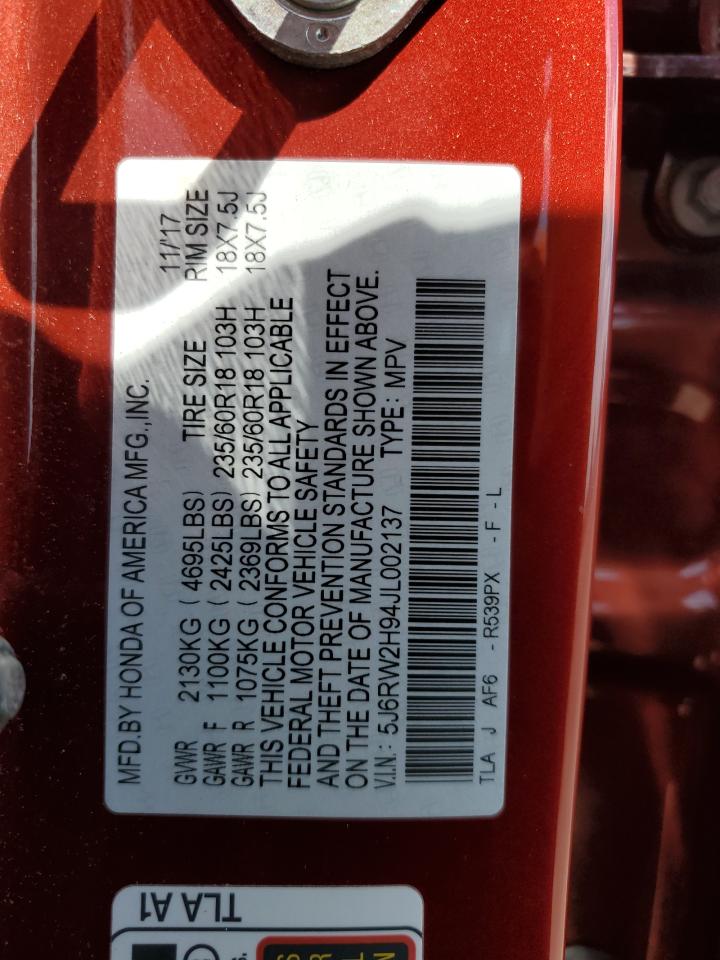 MFD.BY HONDA OF AMERICA MFG.,INC.
11/'17
GVWR 2130KG ( 4695LBS) TIRE SIZE RIM SIZE
GAWR F 1100KG ( 2425LBS) 235/60R18 103H 18X7.5J
GAWR R 1075KG ( 2369LBS) 235/60R18 103H 18X7.5J
THIS VEHICLE CONFORMS TO ALL APPLICABLE
FEDERAL MOTOR VEHICLE SAFETY
AND THEFT PREVENTION STANDARDS IN EFFECT
ON THE DATE OF MANUFACTURE SHOWN ABOVE.
V.I.N.: 5J6RW2H94JL002137 TYPE: MPV
TLA J AF6 - R539PX - F - L
TLA A1